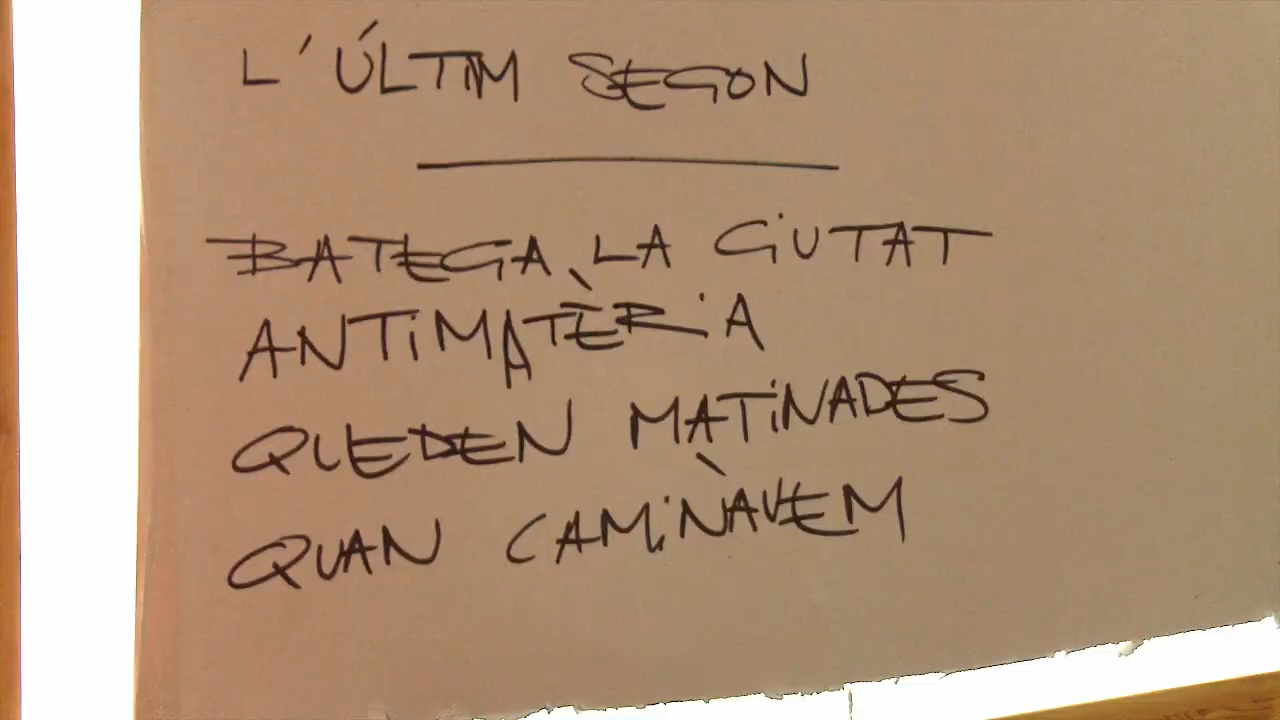 L'ÚLTIM SEGON
BATEGA LA CIUTAT
ANTIMATÈRIA
QUEDEN MATINADES
QUAN CAMINÀVEM